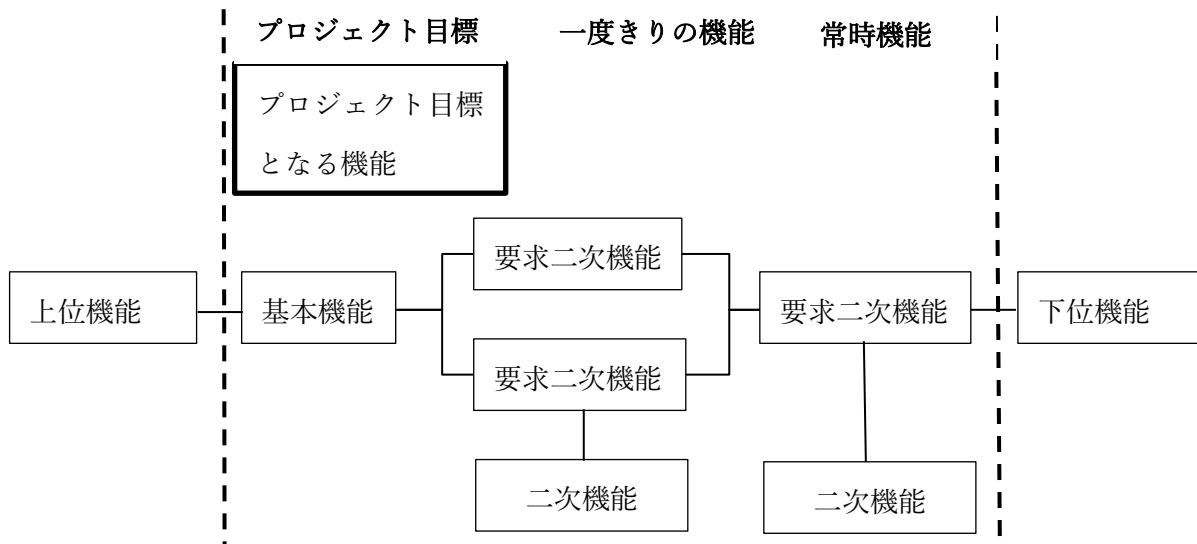 プロジェクト目標
一度きりの機能
常時機能
プロジェクト目標
となる機能
要求二次機能
上位機能
基本機能
要求二次機能
下位機能
要求二次機能
二次機能
二次機能